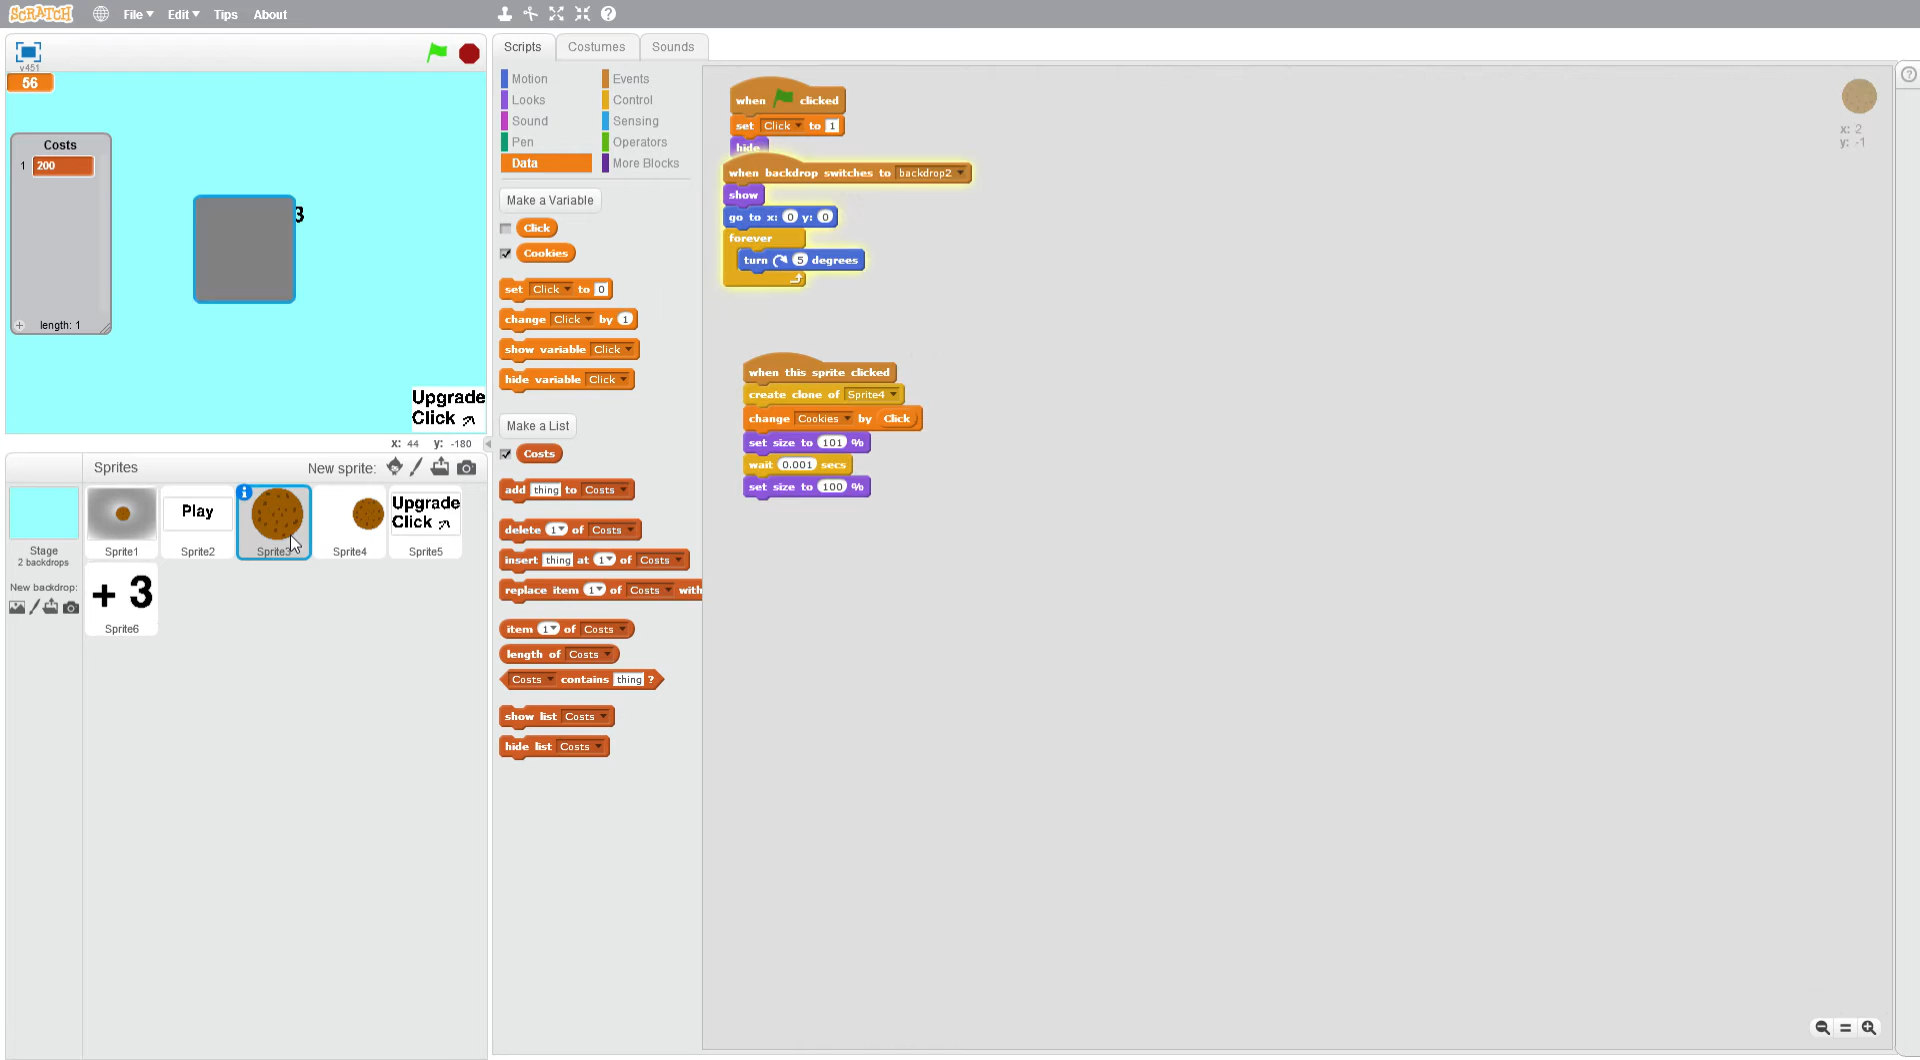 SCRATCH File Edit Tips About
v451
56
Costs
1 200
+ length: 1
3
Upgrade
Click
x: 44 y: -180
Scripts Costumes Sounds
Motion Events
Looks Control
Sound Sensing
Pen Operators
Data More Blocks
Make a Variable
Click
Cookies
set Click to 0
change Click by 1
show variable Click
hide variable Click
Make a List
Costs
add thing to Costs
delete 1 of Costs
insert thing at 1 of Costs
replace item 1 of Costs with
item 1 of Costs
length of Costs
Costs contains thing ?
show list Costs
hide list Costs
when clicked
set Click to 1
hide
when backdrop switches to backdrop2
show
go to x: 0 y: 0
forever
turn 5 degrees
when this sprite clicked
create clone of Sprite4
change Cookies by Click
set size to 101 %
wait 0.001 secs
set size to 100 %
x: 2
y: -1
Sprites New sprite:
Stage
2 backdrops
New backdrop:
Sprite1
Play
Sprite2
Sprite3
Sprite4
Upgrade
Click
Sprite5
+ 3
Sprite6